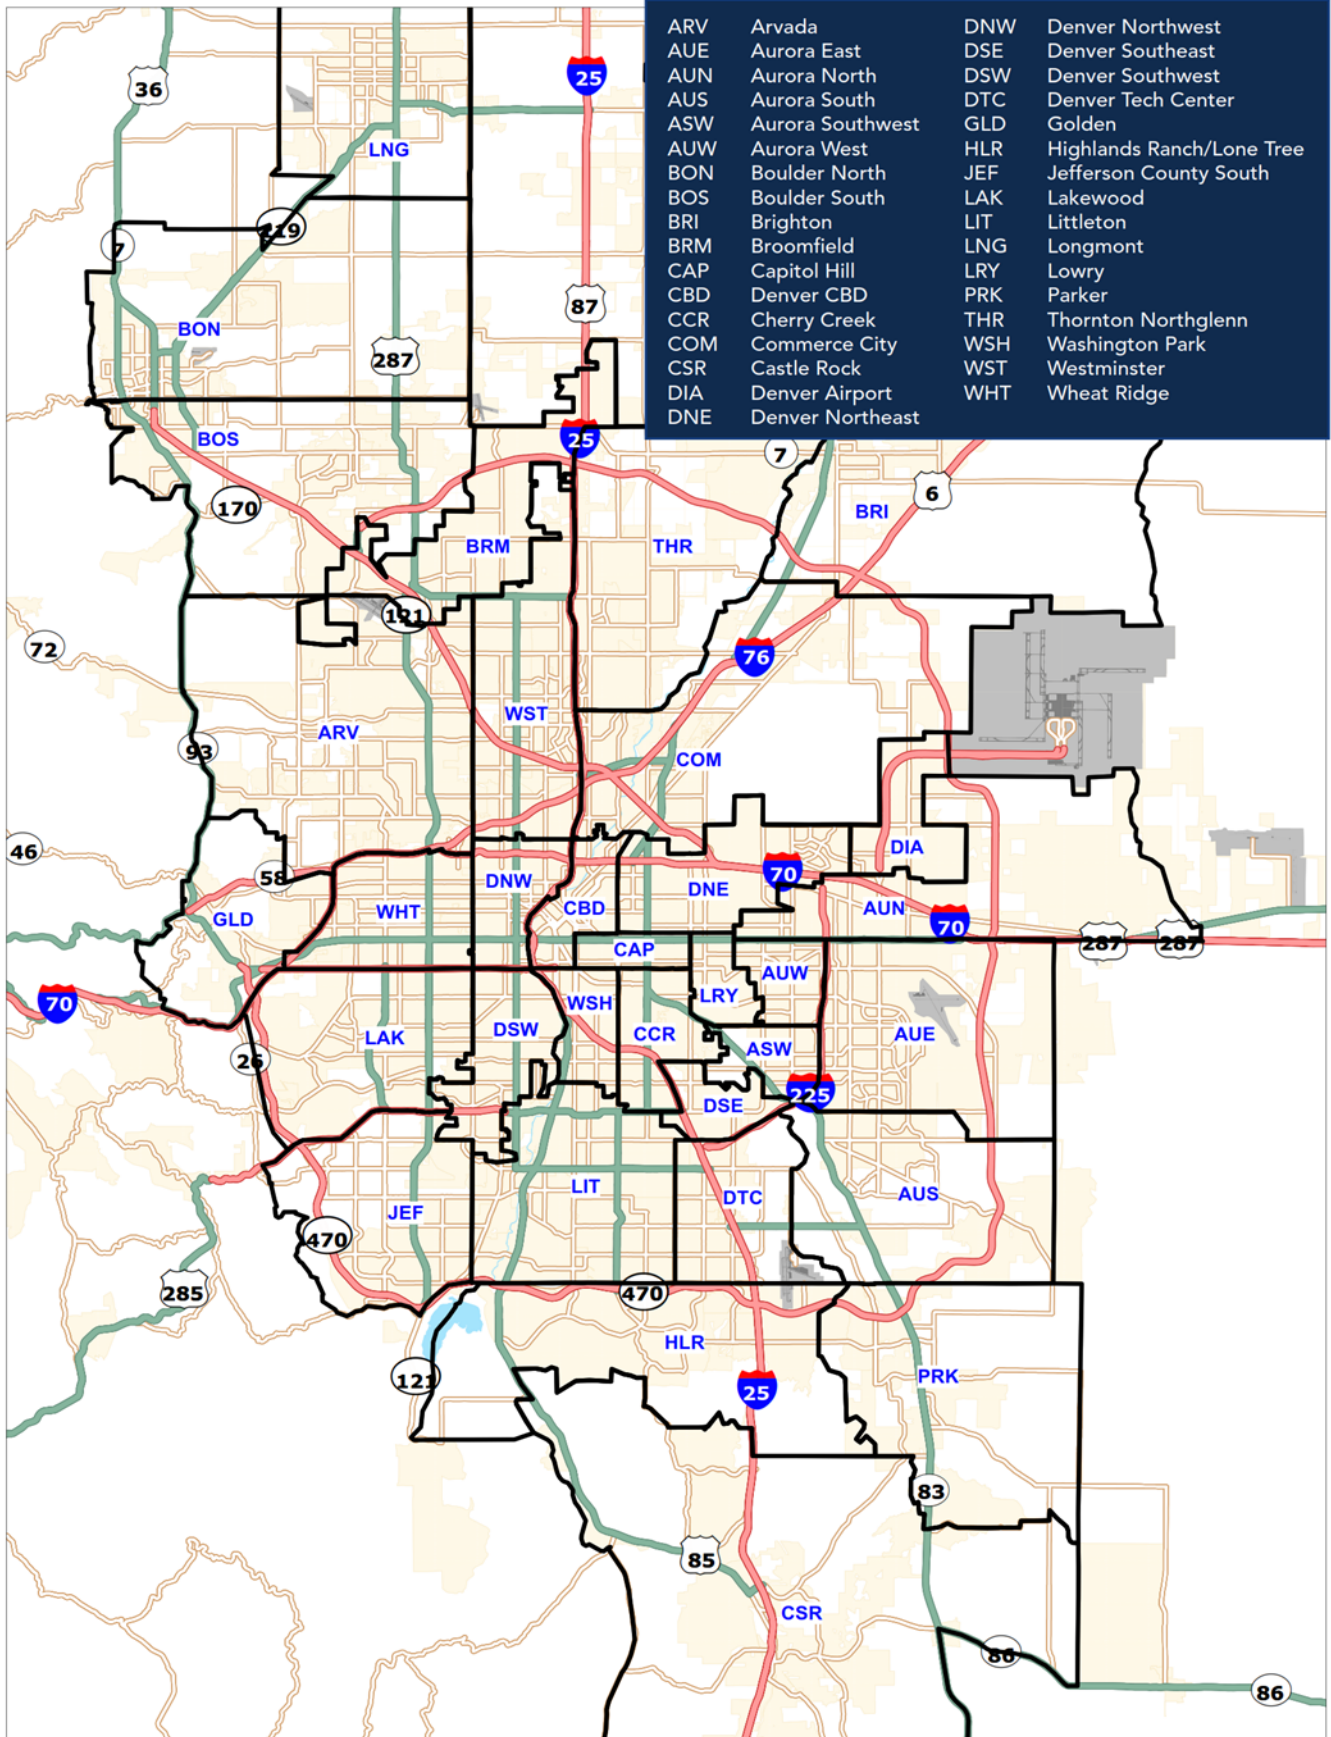 ARV Arvada DNW Denver Northwest
AUE Aurora East DSE Denver Southeast
AUN Aurora North DSW Denver Southwest
AUS Aurora South DTC Denver Tech Center
ASW Aurora Southwest GLD Golden
AUW Aurora West HLR Highlands Ranch/Lone Tree
BON Boulder North JEF Jefferson County South
BOS Boulder South LAK Lakewood
BRI Brighton LIT Littleton
BRM Broomfield LNG Longmont
CAP Capitol Hill LRY Lowry
CBD Denver CBD PRK Parker
CCR Cherry Creek THR Thornton Northglenn
COM Commerce City WSH Washington Park
CSR Castle Rock WST Westminster
DIA Denver Airport WHT Wheat Ridge
DNE Denver Northeast
25
36
LNG
119
7
87
BON
287
25
BOS
7
6
170
BRI
BRM
THR
121
72
76
WST
ARV
93
COM
46
DIA
70
58
DNW
DNE
CBD
AUN
WHT
GLD
70
287
287
CAP
AUW
LRY
70
WSH
DSW
CCR
AUE
LAK
ASW
26
225
DSE
LIT
AUS
DTC
JEF
470
285
470
HLR
121
PRK
25
83
85
CSR
86
86